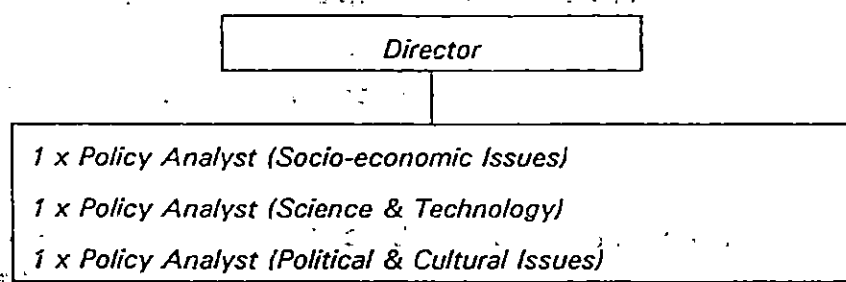 Director
1 x Policy Analyst (Socio-economic Issues)
1 x Policy Analyst (Science & Technology)
1 x Policy Analyst (Political & Cultural Issues)